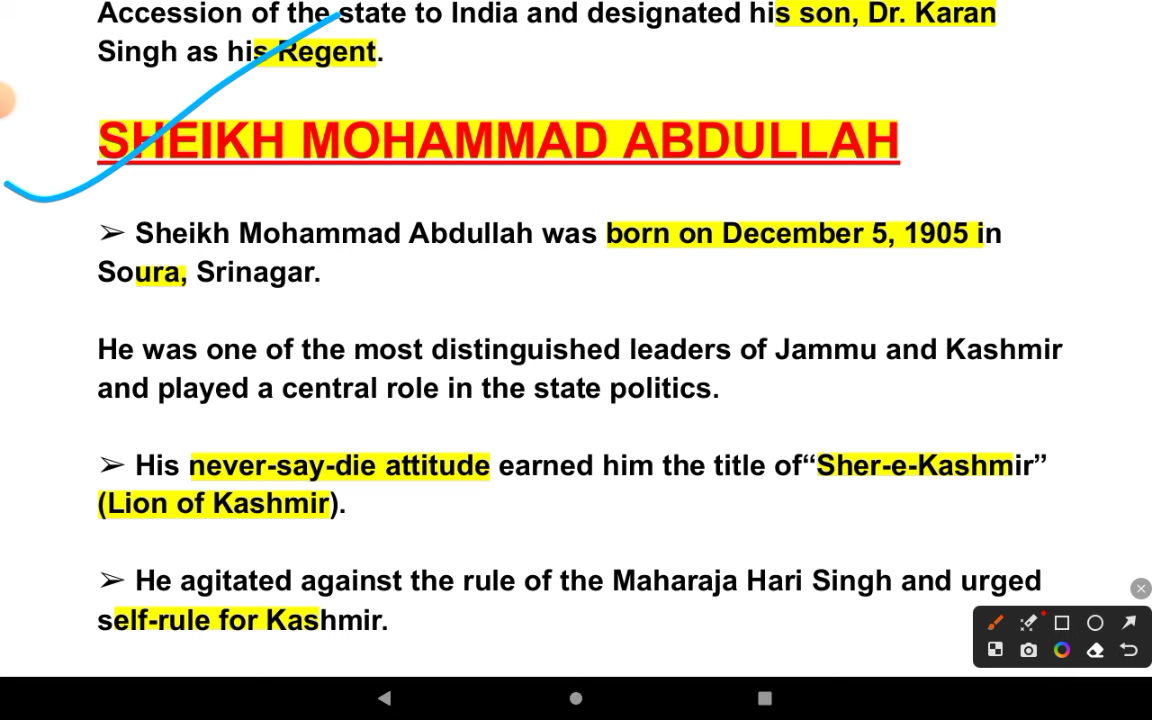 Accession of the state to India and designated his son, Dr. Karan
Singh as his Regent.
SHEIKH MOHAMMAD ABDULLAH
➢ Sheikh Mohammad Abdullah was born on December 5, 1905 in
Soura, Srinagar.
He was one of the most distinguished leaders of Jammu and Kashmir
and played a central role in the state politics.
➢ His never-say-die attitude earned him the title of“Sher-e-Kashmir”
(Lion of Kashmir).
➢ He agitated against the rule of the Maharaja Hari Singh and urged
self-rule for Kashmir.